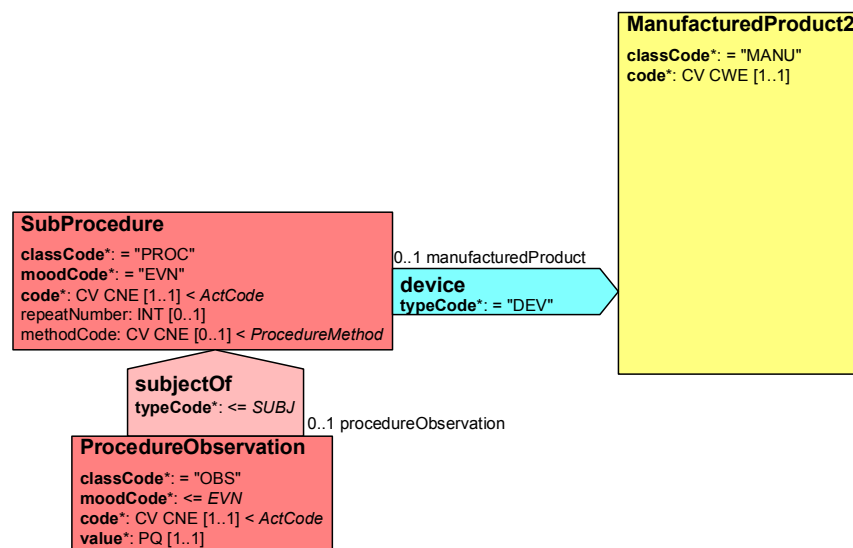 ManufacturedProduct2
classCode*: = "MANU"
code*: CV CWE [1..1]
SubProcedure
classCode*: = "PROC"
moodCode*: = "EVN"
code*: CV CNE [1..1] < ActCode
repeatNumber: INT [0..1]
methodCode: CV CNE [0..1] < ProcedureMethod
0..1 manufacturedProduct
device
typeCode*: = "DEV"
subjectOf
typeCode*: <= SUBJ
0..1 procedureObservation
ProcedureObservation
classCode*: = "OBS"
moodCode*: <= EVN
code*: CV CNE [1..1] < ActCode
value*: PQ [1..1]